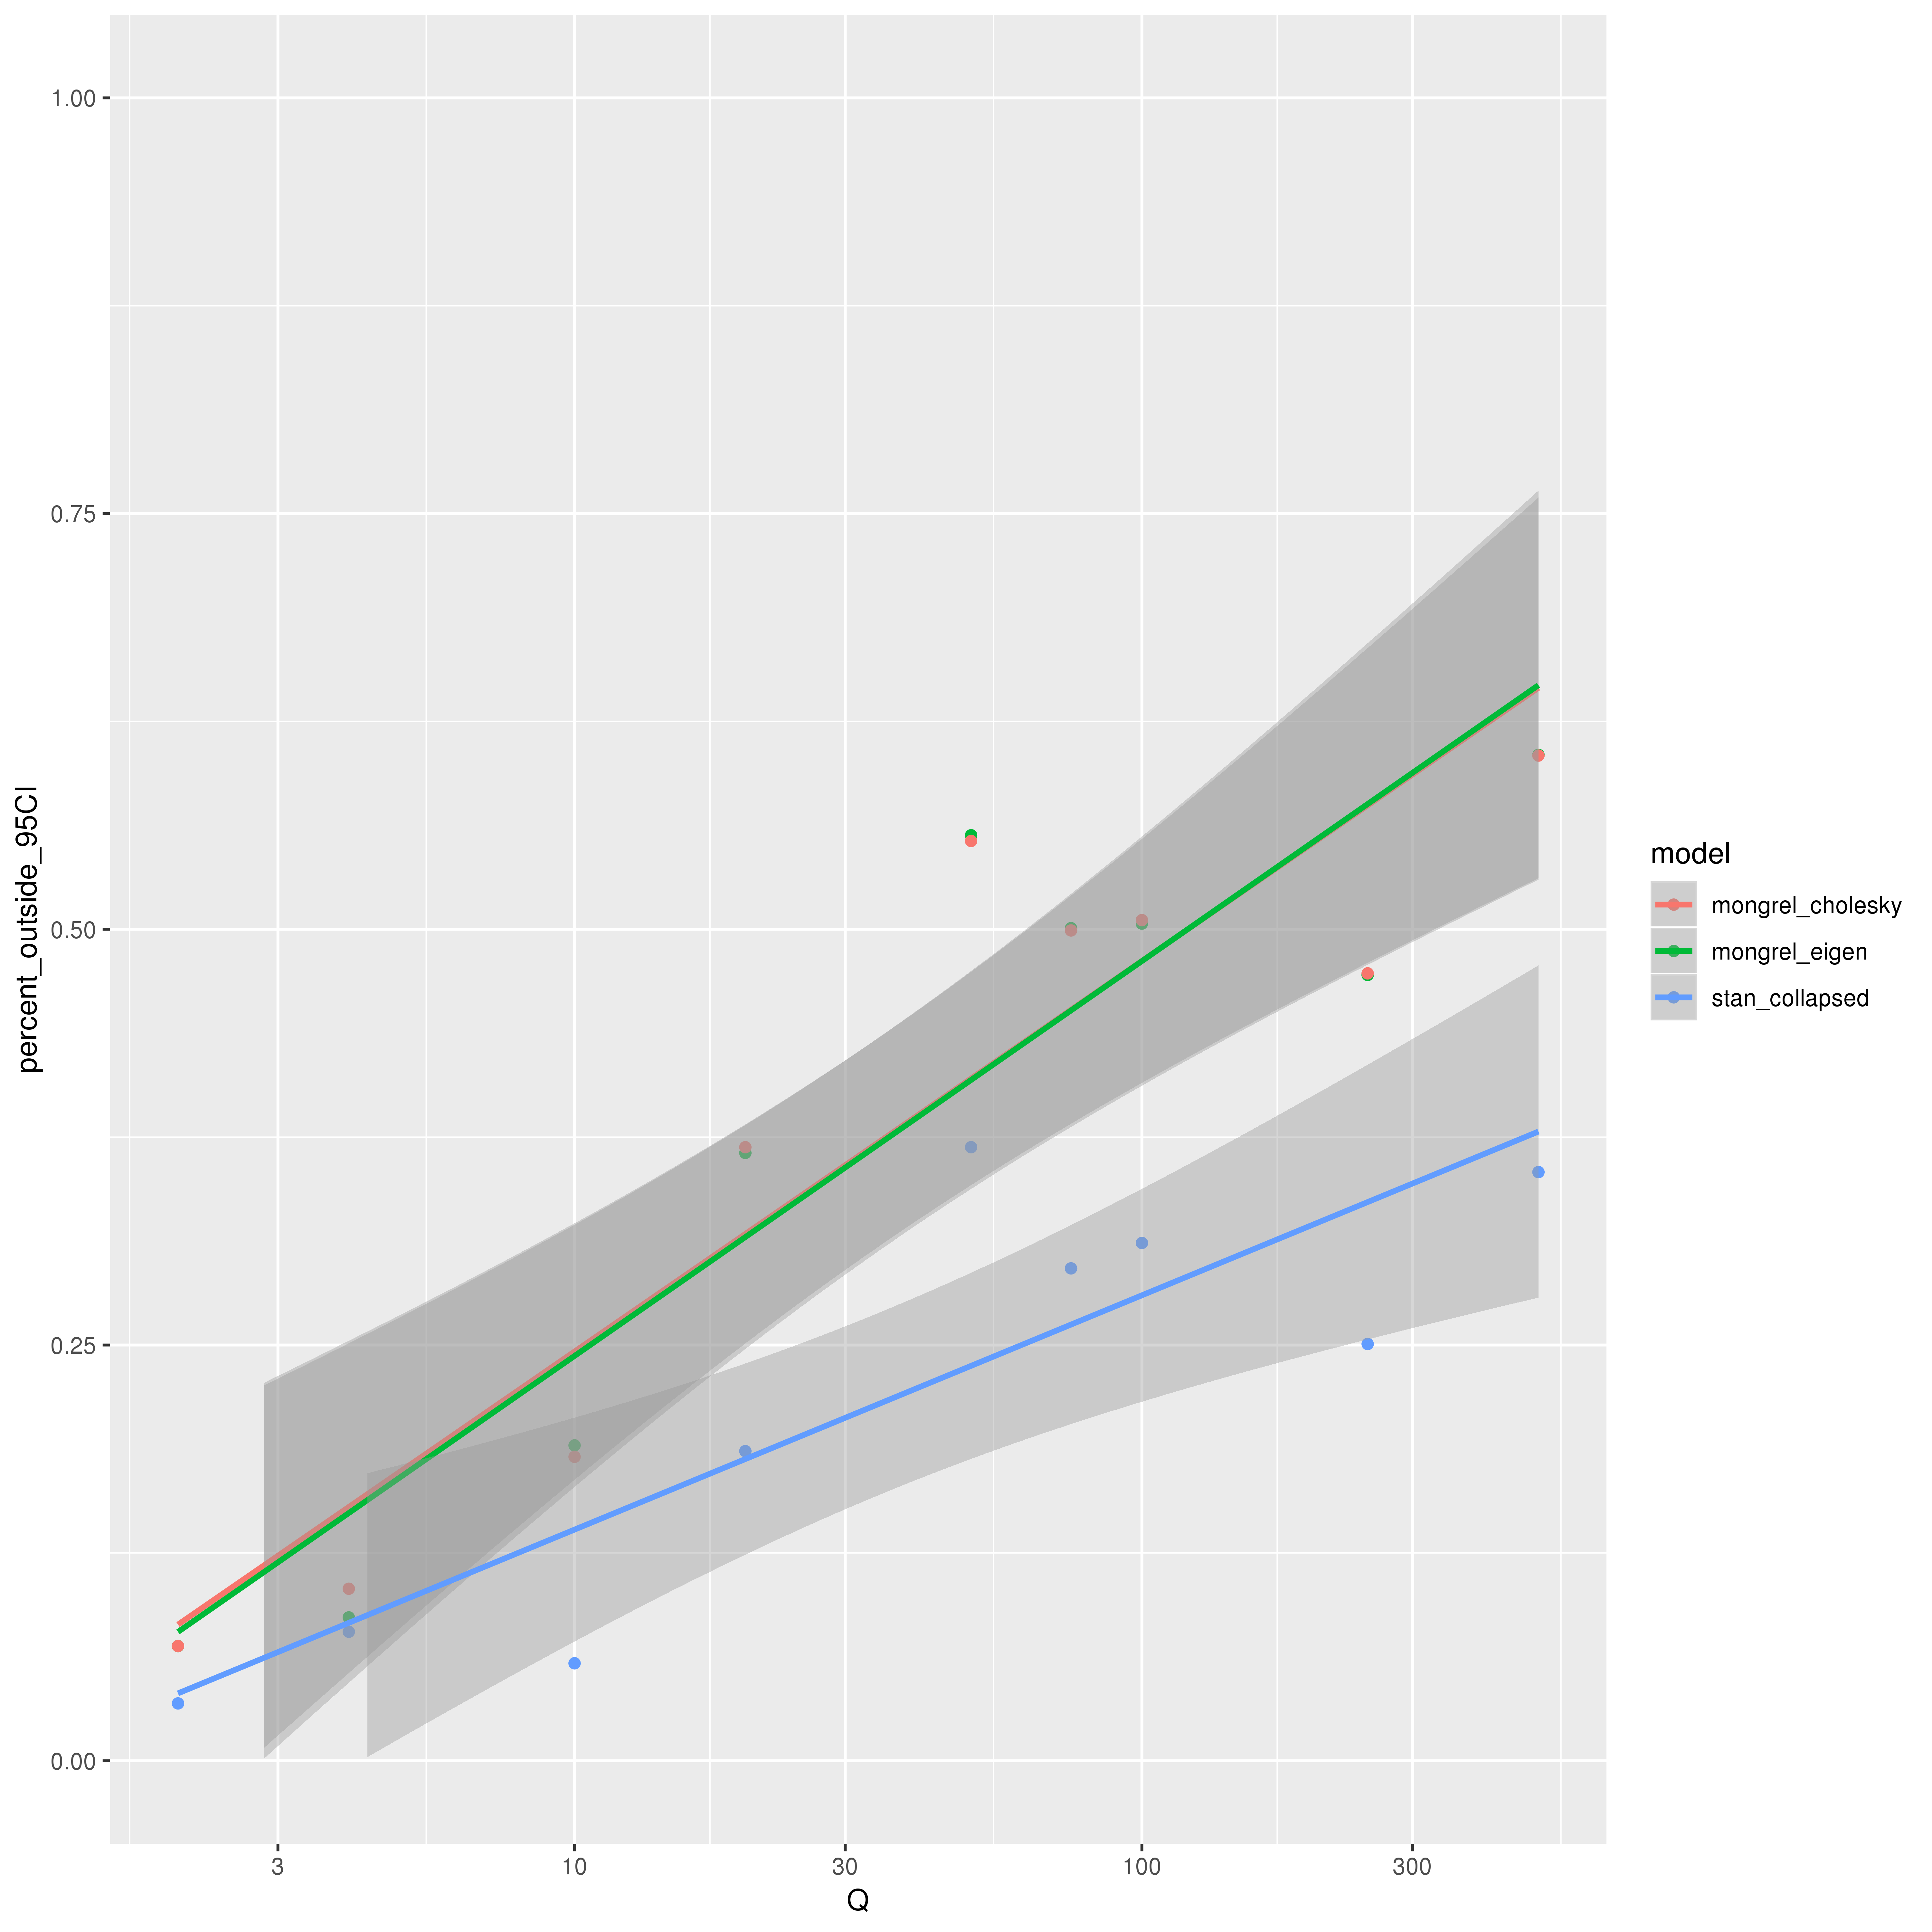 percent_outside_95CI
1.00
0.75
0.50
0.25
0.00
3 10 30 100 300
Q
model
mongrel_cholesky
mongrel_eigen
stan_collapsed